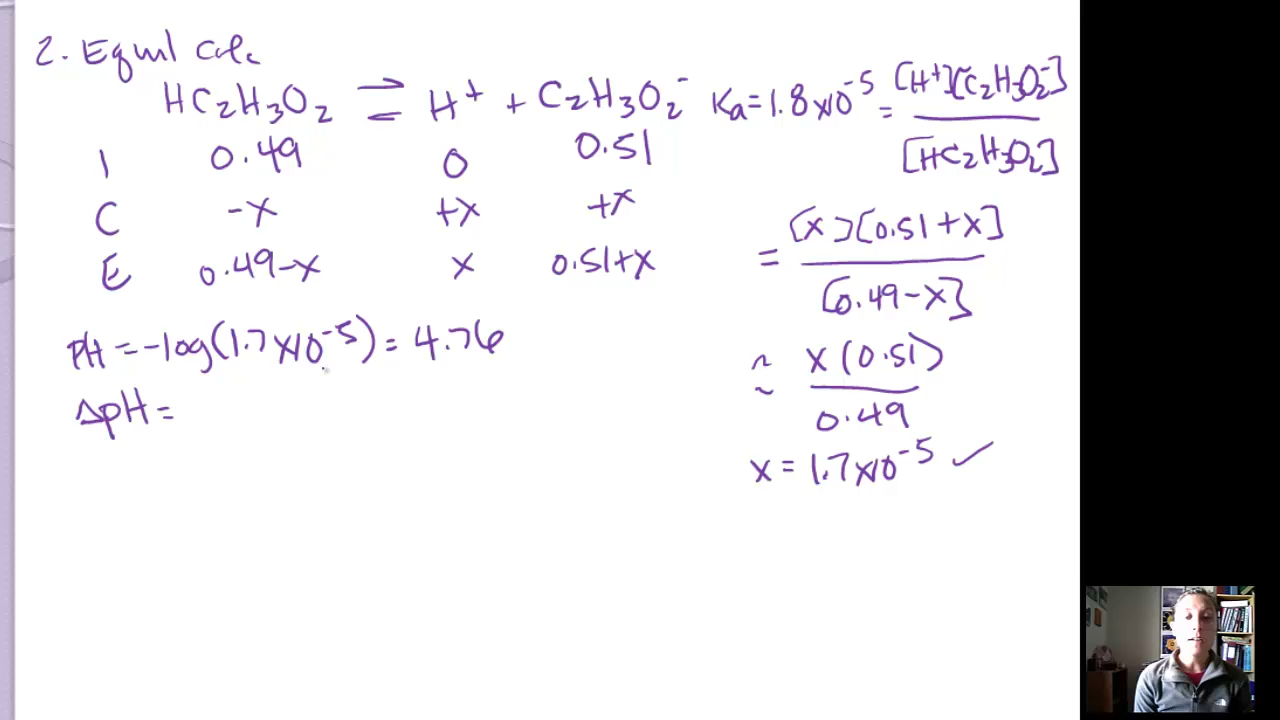 2. Equil Calc
HC₂H₃O₂ ⇌ H⁺ + C₂H₃O₂⁻ Ka = 1.8x10⁻⁵ = [H⁺][C₂H₃O₂⁻] / [HC₂H₃O₂]
I 0.49 0 0.51
C -x +x +x
E 0.49-x x 0.51+x
= [x][0.51+x] / [0.49-x]
pH = -log(1.7x10⁻⁵) = 4.76
≈ x(0.51) / 0.49
ΔpH =
x = 1.7x10⁻⁵ ✓